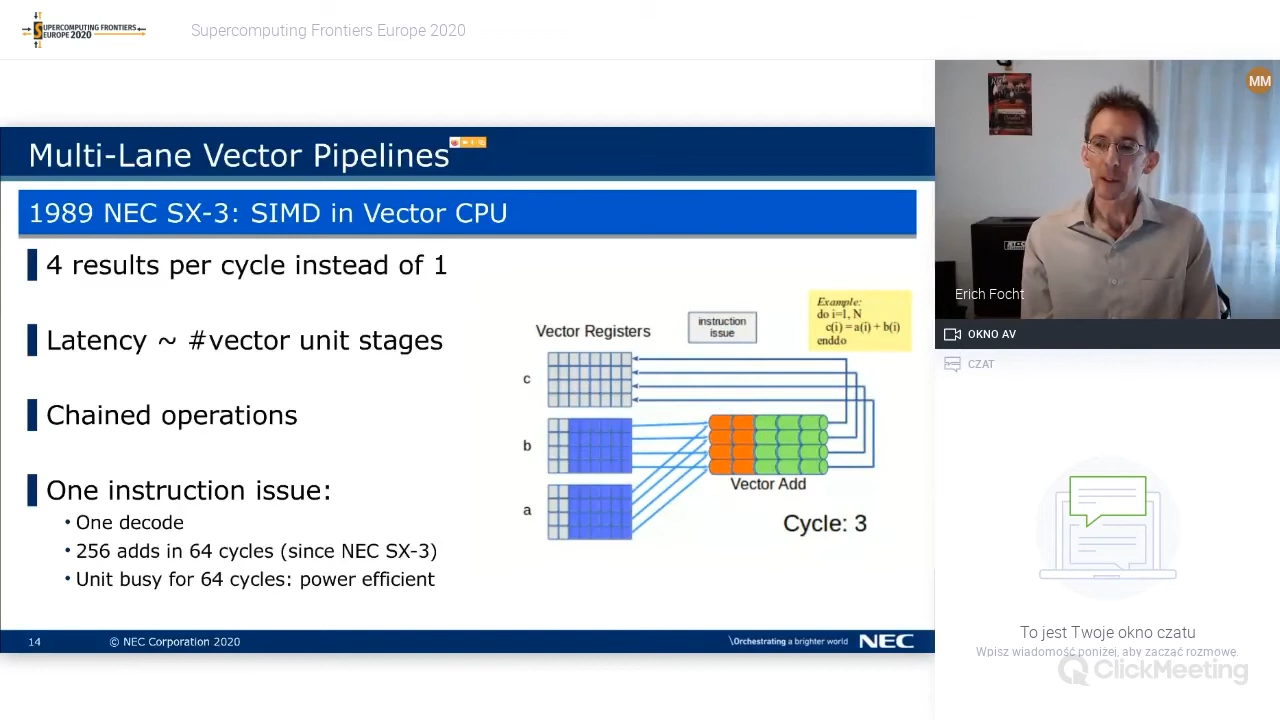 SUPERCOMPUTING FRONTIERS
EUROPE 2020
Supercomputing Frontiers Europe 2020
Multi-Lane Vector Pipelines
1989 NEC SX-3: SIMD in Vector CPU
4 results per cycle instead of 1
Latency ~ #vector unit stages
Chained operations
One instruction issue:
• One decode
• 256 adds in 64 cycles (since NEC SX-3)
• Unit busy for 64 cycles: power efficient
Vector Registers
instruction
issue
Example:
do i=1, N
c(i) = a(i) + b(i)
enddo
c
b
a
Vector Add
Cycle: 3
14
© NEC Corporation 2020
\Orchestrating a brighter world
NEC
MM
Erich Focht
OKNO AV
CZAT
To jest Twoje okno czatu
Wpisz wiadomość poniżej, aby zacząć rozmowę.
ClickMeeting